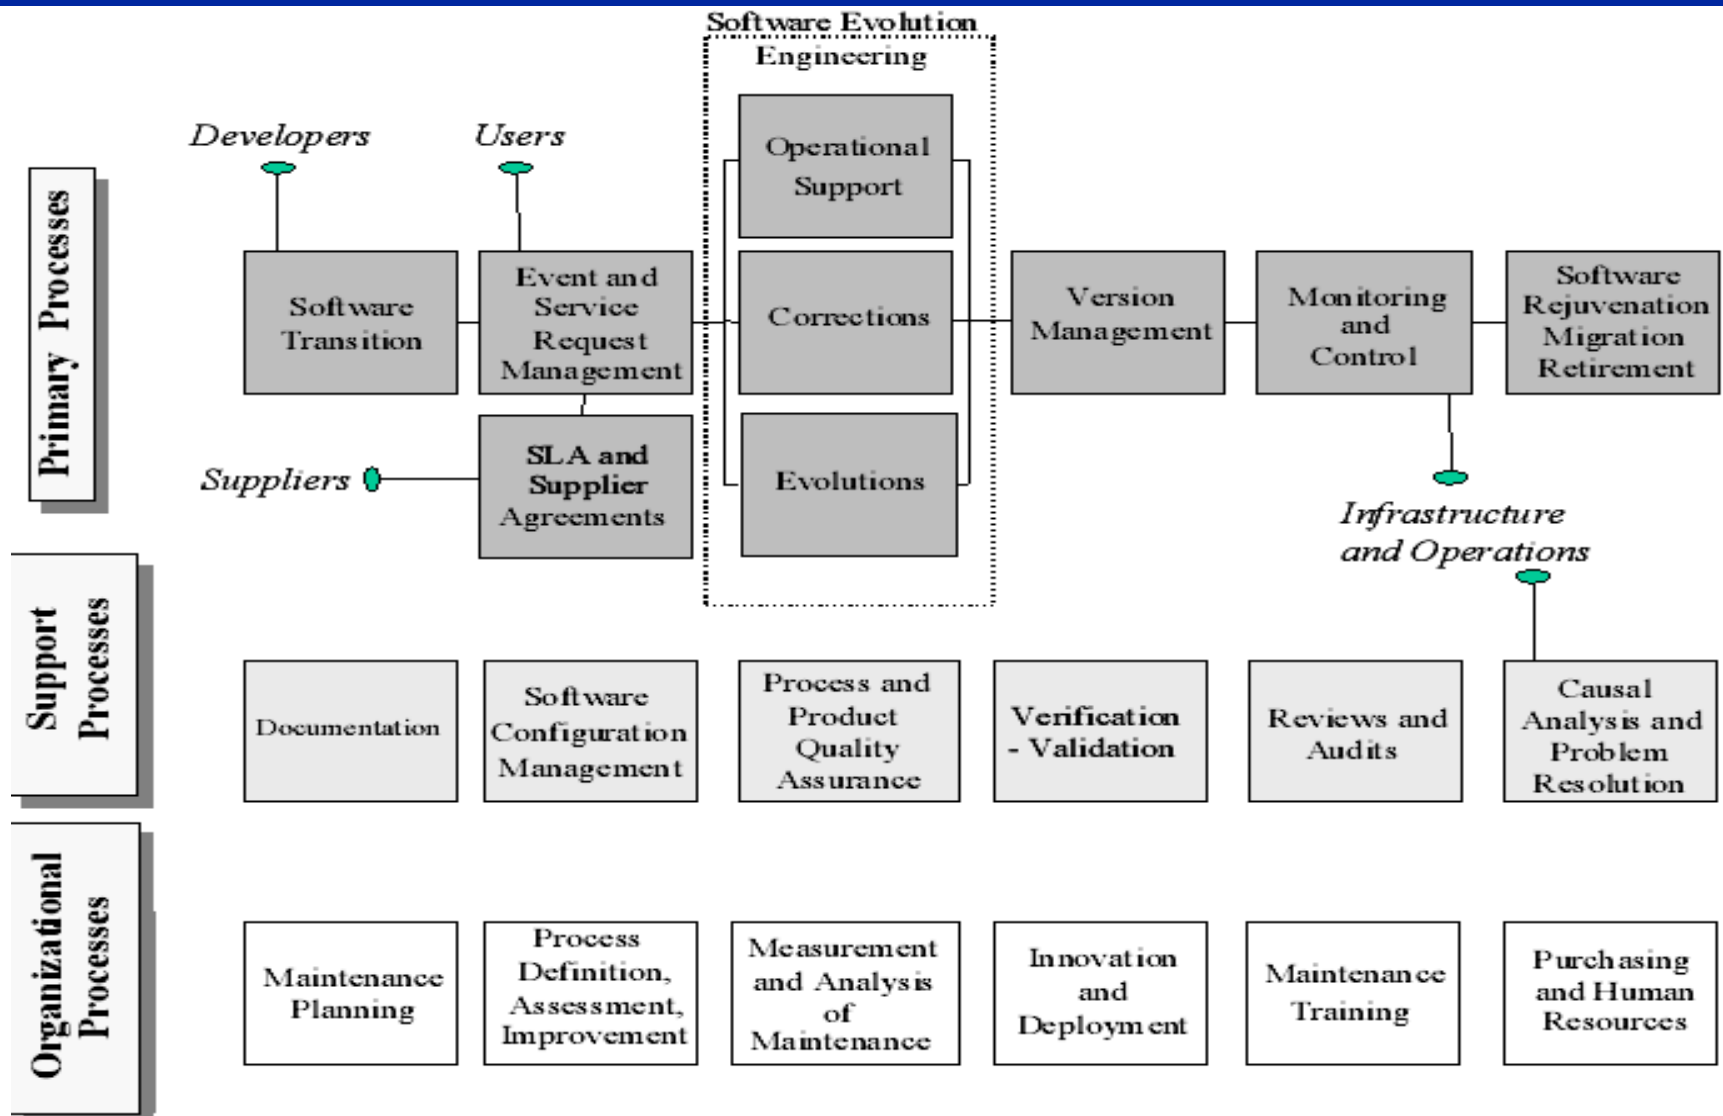 Software Evolution
Engineering
Developers
Users
Operational
Support
Primary Processes
Software
Transition
Event and
Service
Request
Management
Corrections
Version
Management
Monitoring
and
Control
Software
Rejuvenation
Migration
Retirement
Suppliers
SLA and
Supplier
Agreements
Evolutions
Infrastructure
and Operations
Support
Processes
Documentation
Software
Configuration
Management
Process and
Product
Quality
Assurance
Verification
- Validation
Reviews and
Audits
Causal
Analysis and
Problem
Resolution
Organizational
Processes
Maintenance
Planning
Process
Definition,
Assessment,
Improvement
Measurement
and Analysis
of
Maintenance
Innovation
and
Deployment
Maintenance
Training
Purchasing
and Human
Resources